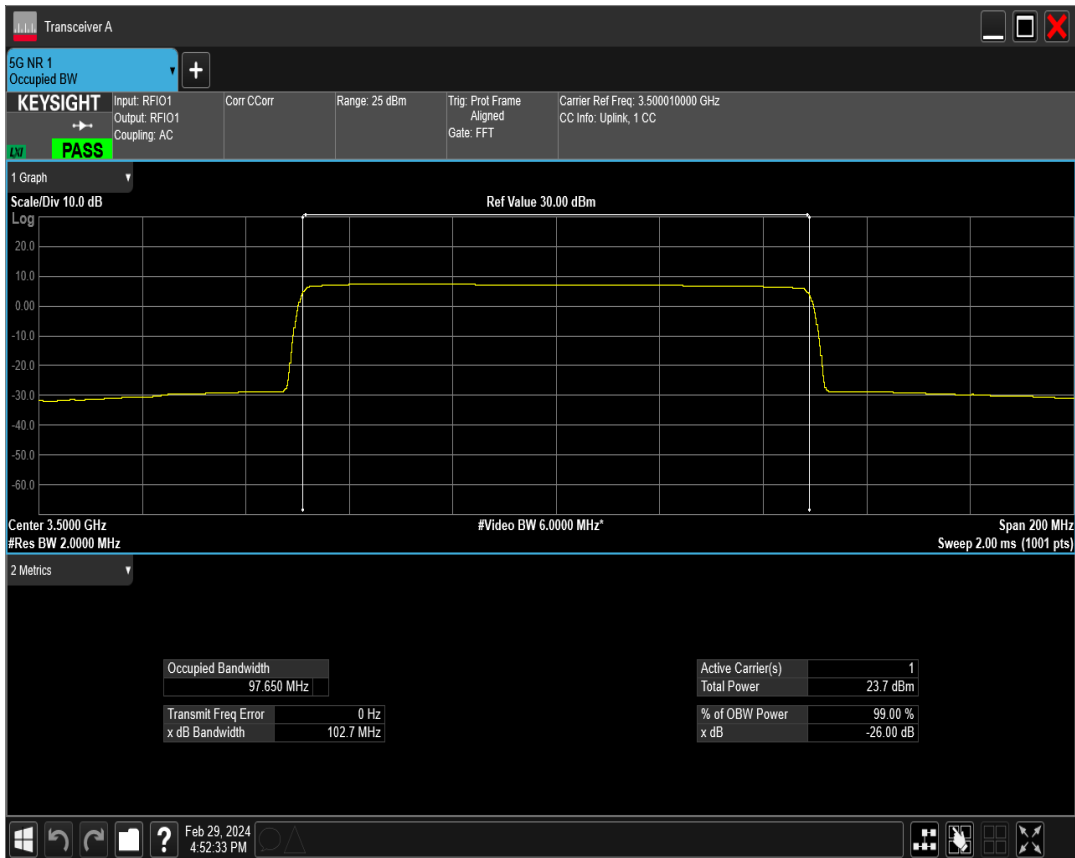 Transceiver A
5G NR 1
Occupied BW
+
KEYSIGHT
Input: RFIO1
Output: RFIO1
Coupling: AC
Corr CCorr
Range: 25 dBm
Trig: Prot Frame
Aligned
Gate: FFT
Carrier Ref Freq: 3.500010000 GHz
CC Info: Uplink, 1 CC
LXI
PASS
1 Graph
Scale/Div 10.0 dB
Ref Value 30.00 dBm
Log
20.0
10.0
0.00
-10.0
-20.0
-30.0
-40.0
-50.0
-60.0
Center 3.5000 GHz
#Video BW 6.0000 MHz*
Span 200 MHz
#Res BW 2.0000 MHz
Sweep 2.00 ms (1001 pts)
2 Metrics
Occupied Bandwidth
97.650 MHz
Transmit Freq Error 0 Hz
x dB Bandwidth 102.7 MHz
Active Carrier(s) 1
Total Power 23.7 dBm
% of OBW Power 99.00 %
x dB -26.00 dB
?
Feb 29, 2024
4:52:33 PM